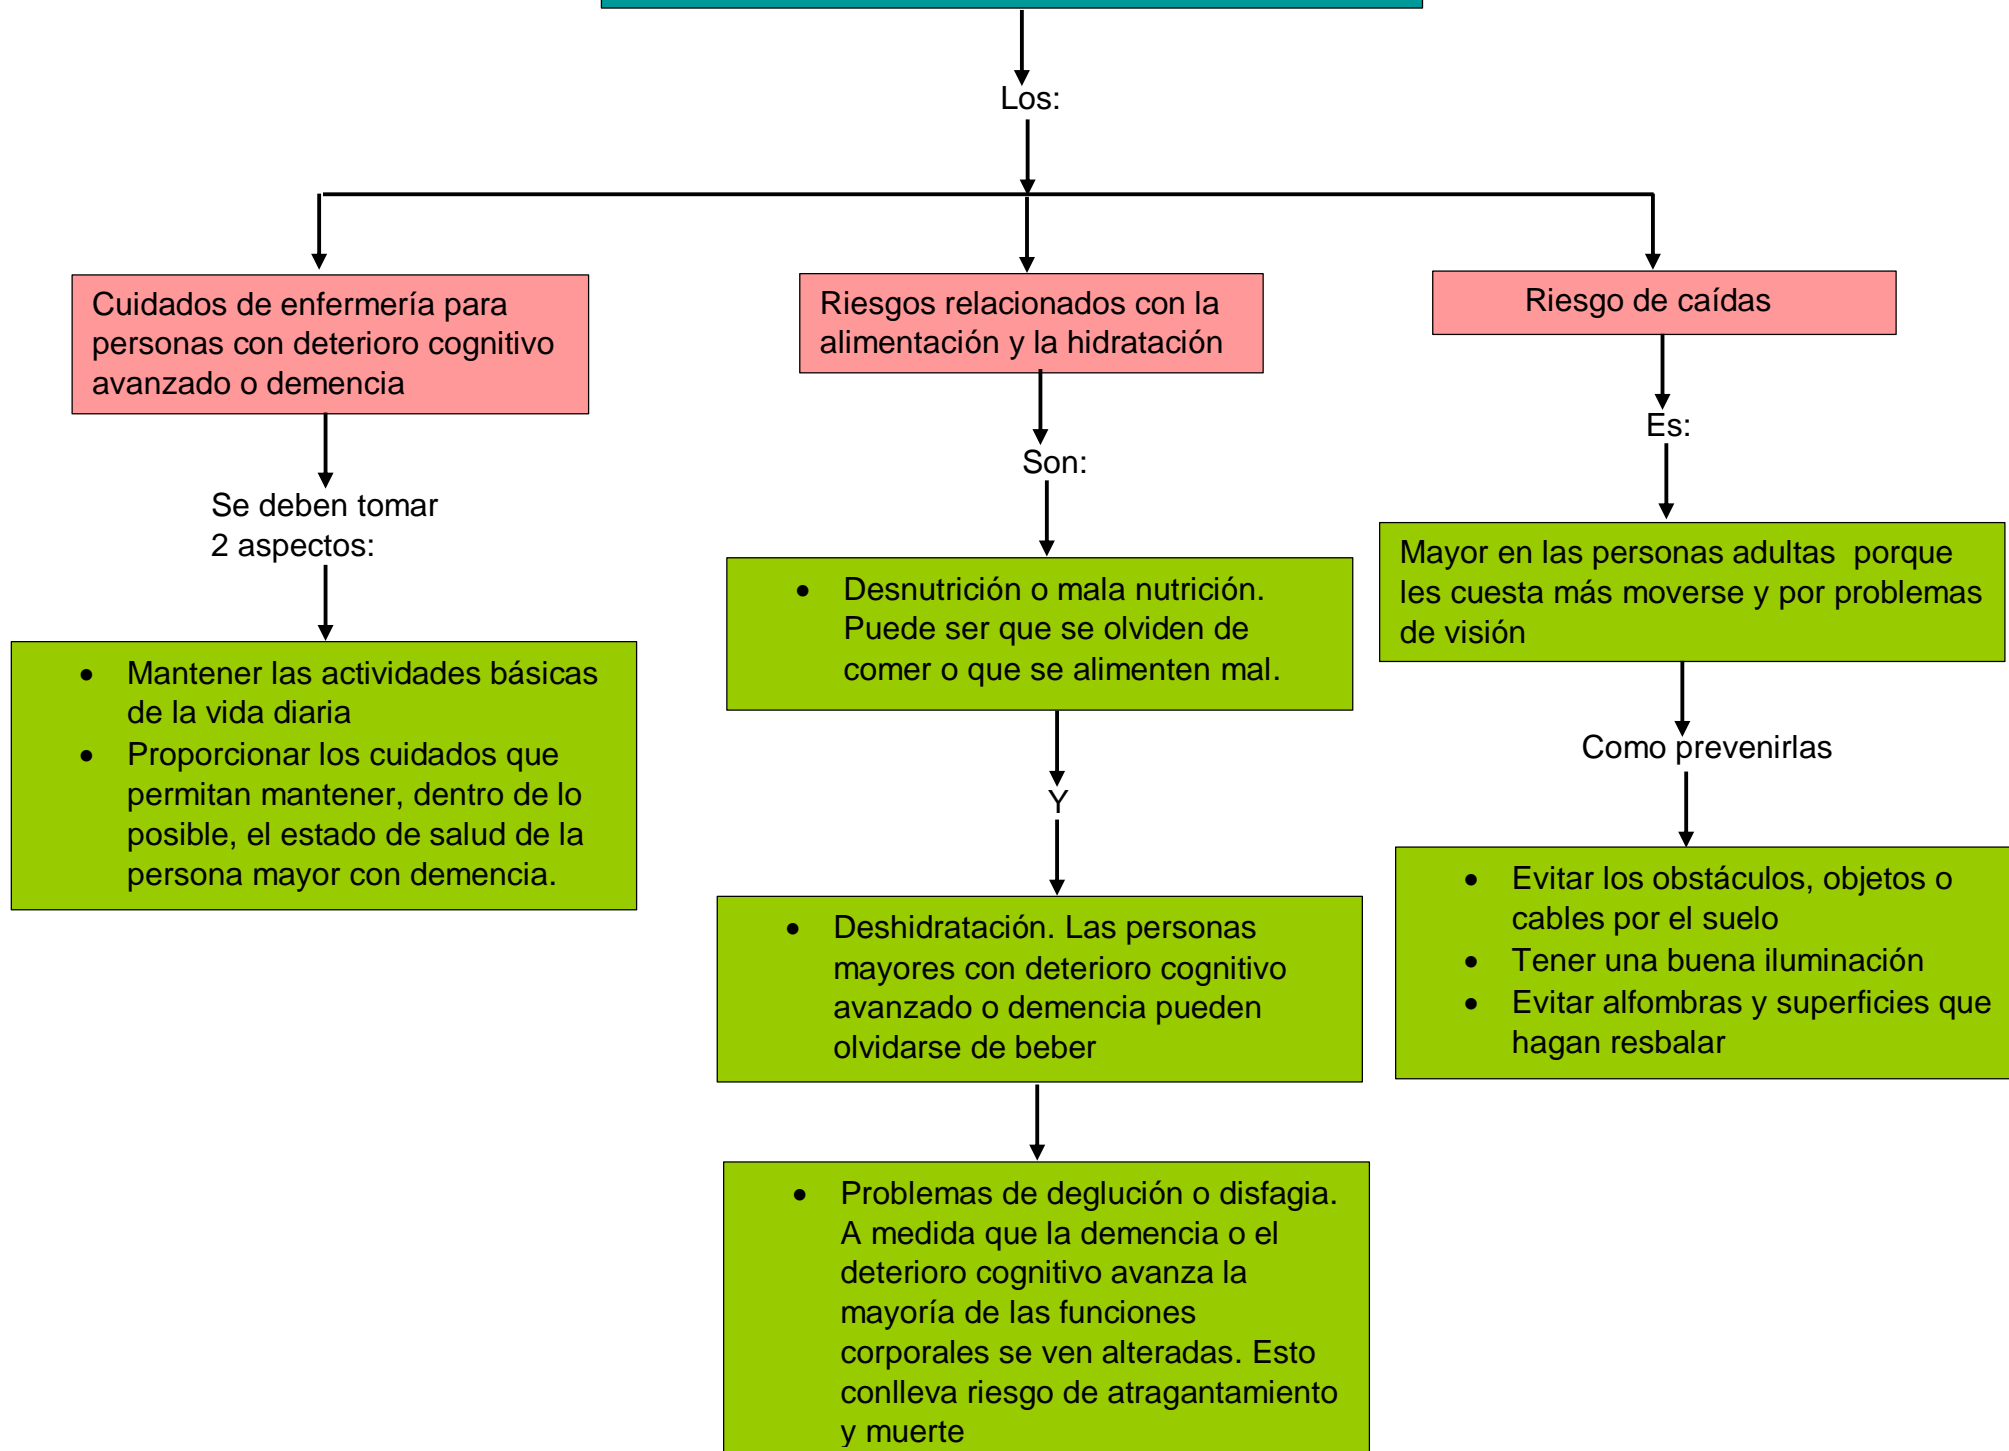 Los:
Cuidados de enfermería para
personas con deterioro cognitivo
avanzado o demencia
Se deben tomar
2 aspectos:
• Mantener las actividades básicas
de la vida diaria
• Proporcionar los cuidados que
permitan mantener, dentro de lo
posible, el estado de salud de la
persona mayor con demencia.
Riesgos relacionados con la
alimentación y la hidratación
Son:
• Desnutrición o mala nutrición.
Puede ser que se olviden de
comer o que se alimenten mal.
Y
• Deshidratación. Las personas
mayores con deterioro cognitivo
avanzado o demencia pueden
olvidarse de beber
• Problemas de deglución o disfagia.
A medida que la demencia o el
deterioro cognitivo avanza la
mayoría de las funciones
corporales se ven alteradas. Esto
conlleva riesgo de atragantamiento
y muerte
Riesgo de caídas
Es:
Mayor en las personas adultas  porque
les cuesta más moverse y por problemas
de visión
Como prevenirlas
• Evitar los obstáculos, objetos o
cables por el suelo
• Tener una buena iluminación
• Evitar alfombras y superficies que
hagan resbalar